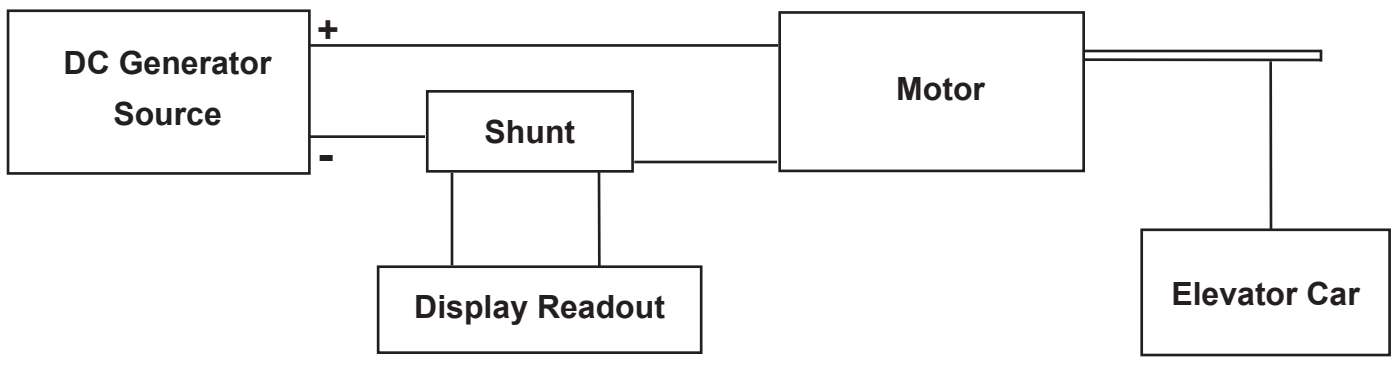 DC Generator
Source
+
-
Shunt
Motor
Display Readout
Elevator Car